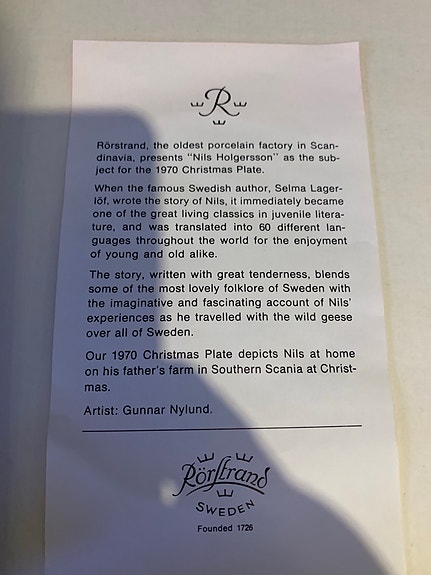 R
Rörstrand, the oldest porcelain factory in Scan-
dinavia, presents "Nils Holgersson" as the sub-
ject for the 1970 Christmas Plate.
When the famous Swedish author, Selma Lager-
löf, wrote the story of Nils, it immediately became
one of the great living classics in juvenile litera-
ture, and was translated into 60 different lan-
guages throughout the world for the enjoyment
of young and old alike.
The story, written with great tenderness, blends
some of the most lovely folklore of Sweden with
the imaginative and fascinating account of Nils'
experiences as he travelled with the wild geese
over all of Sweden.
Our 1970 Christmas Plate depicts Nils at home
on his father's farm in Southern Scania at Christ-
mas.
Artist: Gunnar Nylund.
Rörstrand
SWEDEN
Founded 1726